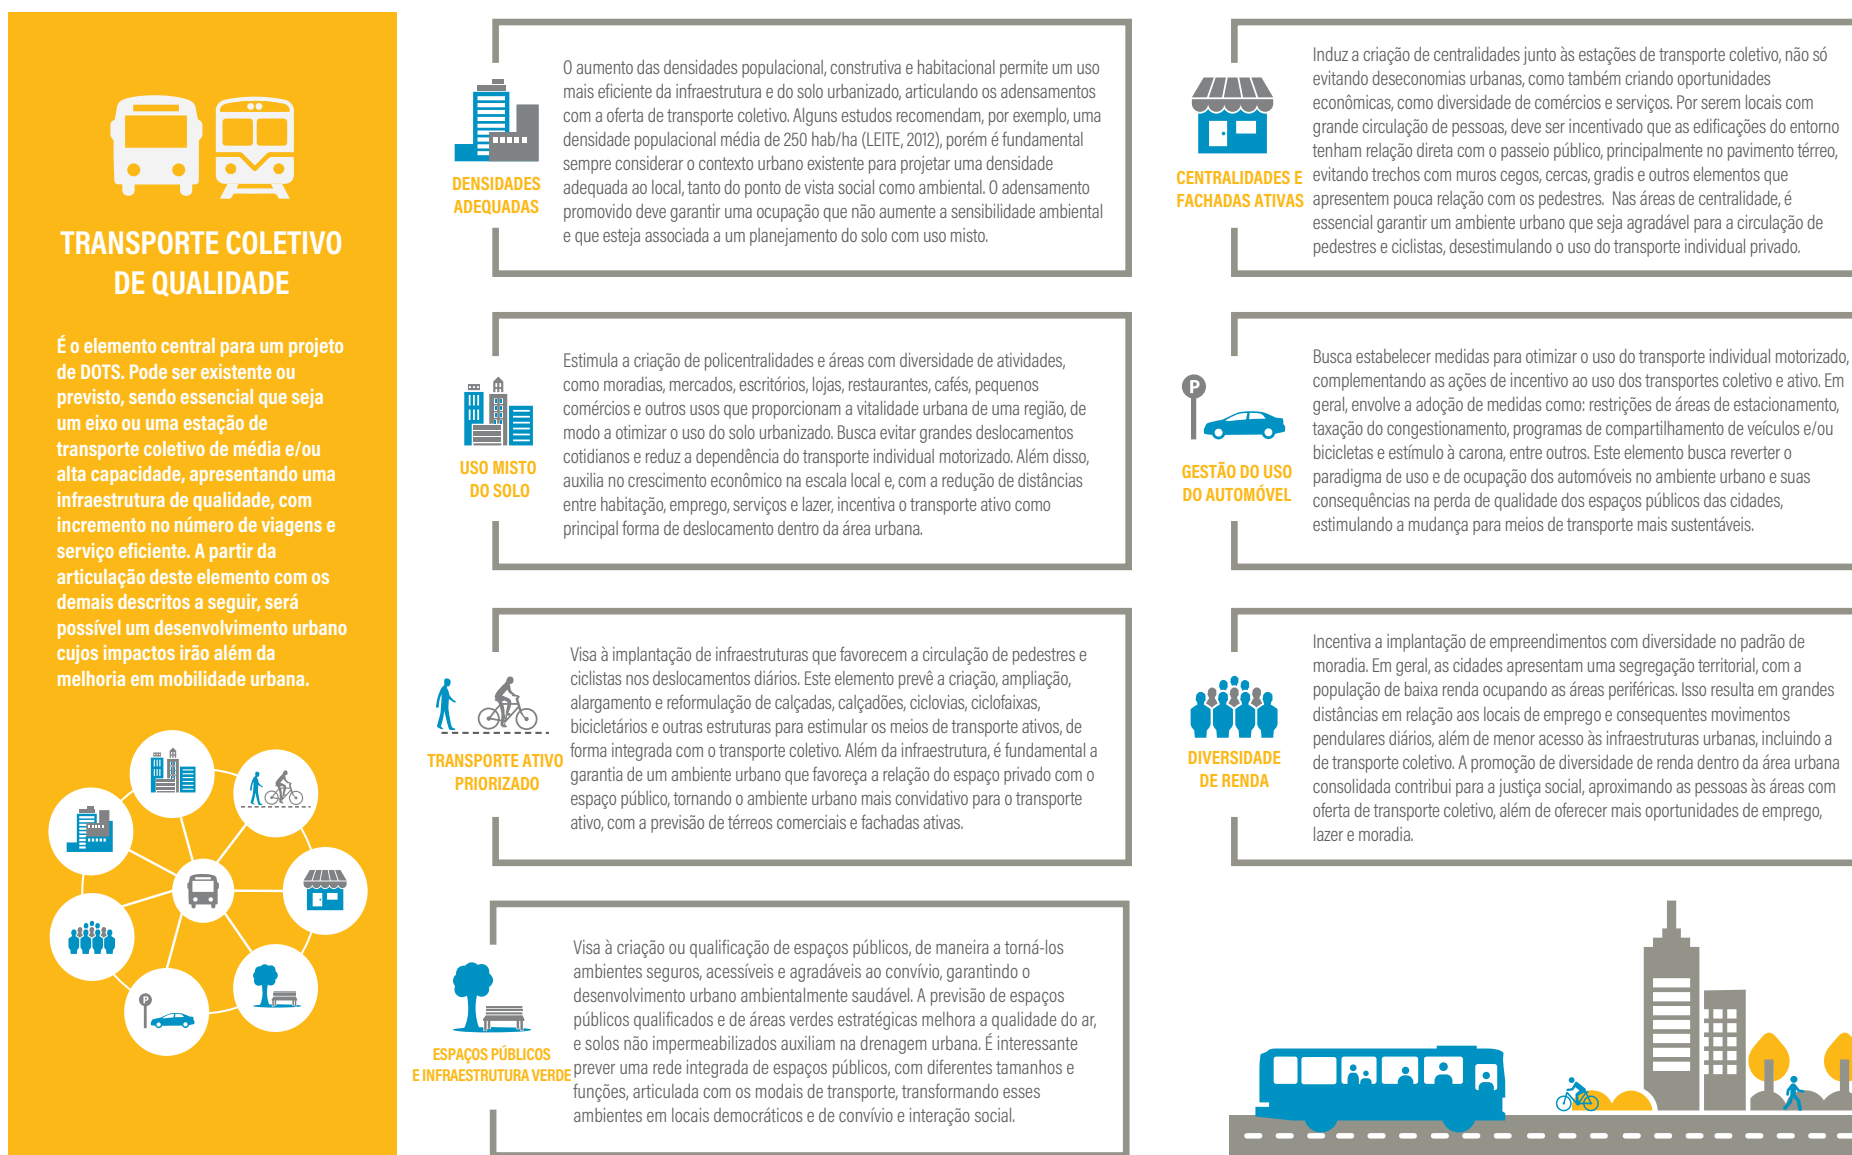 TRANSPORTE COLETIVO
DE QUALIDADE
É o elemento central para um projeto
de DOTS. Pode ser existente ou
previsto, sendo essencial que seja
um eixo ou uma estação de
transporte coletivo de média e/ou
alta capacidade, apresentando uma
infraestrutura de qualidade, com
incremento no número de viagens e
serviço eficiente. A partir da
articulação deste elemento com os
demais descritos a seguir, será
possível um desenvolvimento urbano
cujos impactos irão além da
melhoria em mobilidade urbana.
P
DENSIDADES
ADEQUADAS
O aumento das densidades populacional, construtiva e habitacional permite um uso
mais eficiente da infraestrutura e do solo urbanizado, articulando os adensamentos
com a oferta de transporte coletivo. Alguns estudos recomendam, por exemplo, uma
densidade populacional média de 250 hab/ha (LEITE, 2012), porém é fundamental
sempre considerar o contexto urbano existente para projetar uma densidade
adequada ao local, tanto do ponto de vista social como ambiental. O adensamento
promovido deve garantir uma ocupação que não aumente a sensibilidade ambiental
e que esteja associada a um planejamento do solo com uso misto.
USO MISTO
DO SOLO
Estimula a criação de policentralidades e áreas com diversidade de atividades,
como moradias, mercados, escritórios, lojas, restaurantes, cafés, pequenos
comércios e outros usos que proporcionam a vitalidade urbana de uma região, de
modo a otimizar o uso do solo urbanizado. Busca evitar grandes deslocamentos
cotidianos e reduz a dependência do transporte individual motorizado. Além disso,
auxilia no crescimento econômico na escala local e, com a redução de distâncias
entre habitação, emprego, serviços e lazer, incentiva o transporte ativo como
principal forma de deslocamento dentro da área urbana.
TRANSPORTE ATIVO
PRIORIZADO
Visa à implantação de infraestruturas que favorecem a circulação de pedestres e
ciclistas nos deslocamentos diários. Este elemento prevê a criação, ampliação,
alargamento e reformulação de calçadas, calçadões, ciclovias, ciclofaixas,
bicicletários e outras estruturas para estimular os meios de transporte ativos, de
forma integrada com o transporte coletivo. Além da infraestrutura, é fundamental a
garantia de um ambiente urbano que favoreça a relação do espaço privado com o
espaço público, tornando o ambiente urbano mais convidativo para o transporte
ativo, com a previsão de térreos comerciais e fachadas ativas.
ESPAÇOS PÚBLICOS
E INFRAESTRUTURA VERDE
Visa à criação ou qualificação de espaços públicos, de maneira a torná-los
ambientes seguros, acessíveis e agradáveis ao convívio, garantindo o
desenvolvimento urbano ambientalmente saudável. A previsão de espaços
públicos qualificados e de áreas verdes estratégicas melhora a qualidade do ar,
e solos não impermeabilizados auxiliam na drenagem urbana. É interessante
prever uma rede integrada de espaços públicos, com diferentes tamanhos e
funções, articulada com os modais de transporte, transformando esses
ambientes em locais democráticos e de convívio e interação social.
CENTRALIDADES E
FACHADAS ATIVAS
Induz a criação de centralidades junto às estações de transporte coletivo, não só
evitando deseconomias urbanas, como também criando oportunidades
econômicas, como diversidade de comércios e serviços. Por serem locais com
grande circulação de pessoas, deve ser incentivado que as edificações do entorno
tenham relação direta com o passeio público, principalmente no pavimento térreo,
evitando trechos com muros cegos, cercas, gradis e outros elementos que
apresentem pouca relação com os pedestres. Nas áreas de centralidade, é
essencial garantir um ambiente urbano que seja agradável para a circulação de
pedestres e ciclistas, desestimulando o uso do transporte individual privado.
P
GESTÃO DO USO
DO AUTOMÓVEL
Busca estabelecer medidas para otimizar o uso do transporte individual motorizado,
complementando as ações de incentivo ao uso dos transportes coletivo e ativo. Em
geral, envolve a adoção de medidas como: restrições de áreas de estacionamento,
taxação do congestionamento, programas de compartilhamento de veículos e/ou
bicicletas e estímulo à carona, entre outros. Este elemento busca reverter o
paradigma de uso e de ocupação dos automóveis no ambiente urbano e suas
consequências na perda de qualidade dos espaços públicos das cidades,
estimulando a mudança para meios de transporte mais sustentáveis.
DIVERSIDADE
DE RENDA
Incentiva a implantação de empreendimentos com diversidade no padrão de
moradia. Em geral, as cidades apresentam uma segregação territorial, com a
população de baixa renda ocupando as áreas periféricas. Isso resulta em grandes
distâncias em relação aos locais de emprego e consequentes movimentos
pendulares diários, além de menor acesso às infraestruturas urbanas, incluindo a
de transporte coletivo. A promoção de diversidade de renda dentro da área urbana
consolidada contribui para a justiça social, aproximando as pessoas às áreas com
oferta de transporte coletivo, além de oferecer mais oportunidades de emprego,
lazer e moradia.